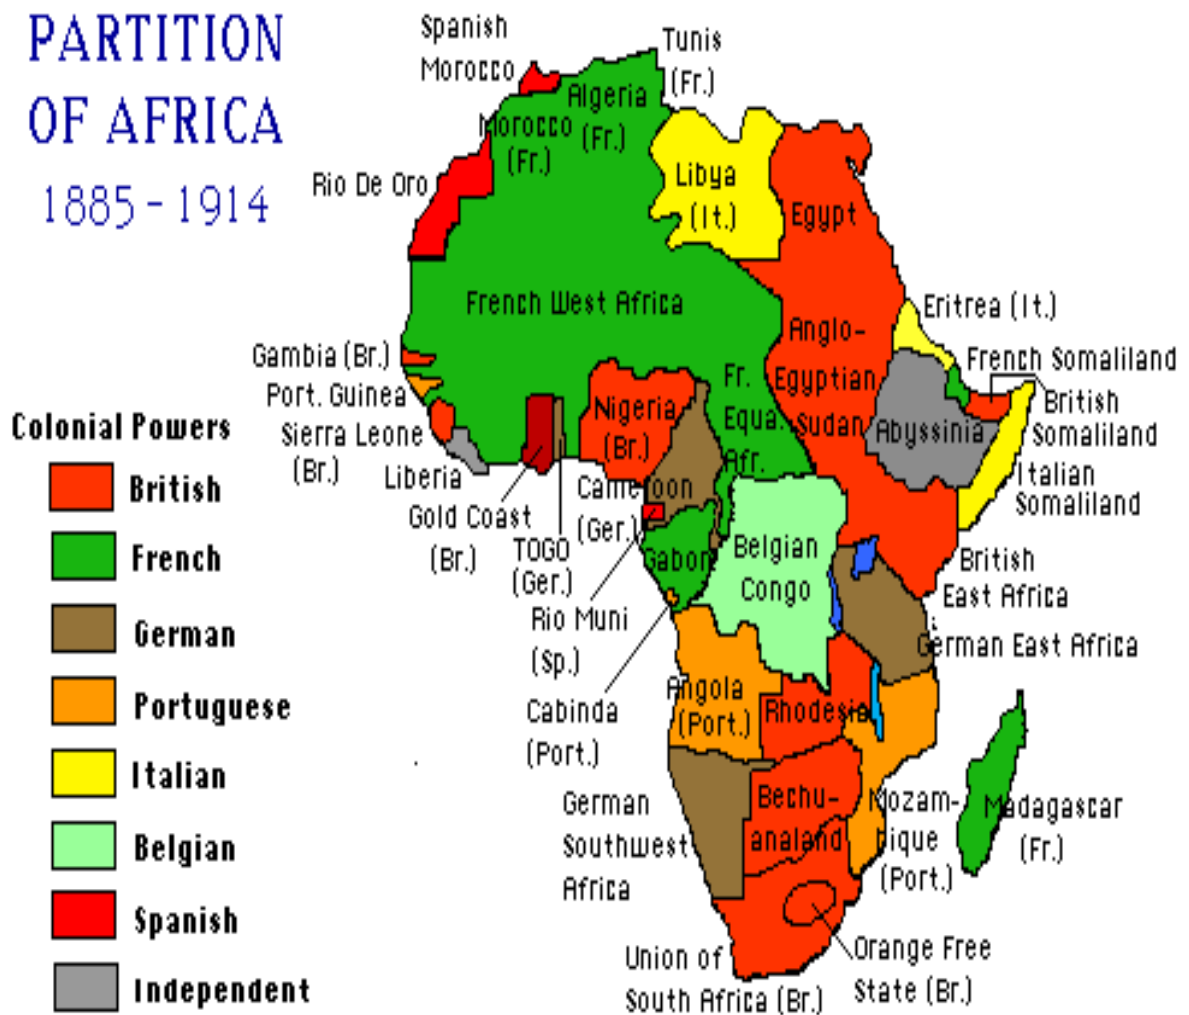 PARTITION
OF AFRICA
1885 - 1914
Spanish
Morocco
Tunis
(Fr.)
Algeria
(Fr.)
Morocco
(Fr.)
Rio De Oro
Libya
(It.)
Egypt
French West Africa
Eritrea (It.)
Anglo-
Egyptian
Sudan
French Somaliland
British
Somaliland
Gambia (Br.)
Port. Guinea
Sierra Leone
(Br.)
Liberia
Fr.
Equa.
Afr.
Nigeria
(Br.)
Abyssinia
Italian
Somaliland
Gold Coast
(Br.)
TOGO
(Ger.)
Cameroon
(Ger.)
Gabon
Belgian
Congo
British
East Africa
Rio Muni
(Sp.)
German East Africa
Cabinda
(Port.)
Angola
(Port.)
Rhodesia
German
Southwest
Africa
Bechu-
analand
Mozam-
bique
(Port.)
Madagascar
(Fr.)
Union of
South Africa (Br.)
Orange Free
State (Br.)
Colonial Powers
British
French
German
Portuguese
Italian
Belgian
Spanish
Independent